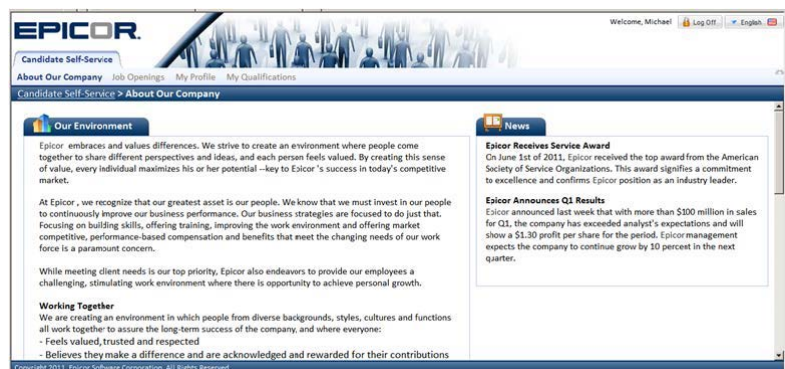 EPICOR.
Welcome, Michael Log Off English
Candidate Self-Service
About Our Company Job Openings My Profile My Qualifications
Candidate Self-Service > About Our Company
Our Environment
Epicor embraces and values differences. We strive to create an environment where people come
together to share different perspectives and ideas, and each person feels valued. By creating this sense
of value, every individual maximizes his or her potential --key to Epicor 's success in today's competitive
market.
At Epicor , we recognize that our greatest asset is our people. We know that we must invest in our people
to continuously improve our business performance. Our business strategies are focused to do just that.
Focusing on building skills, offering training, improving the work environment and offering market
competitive, performance-based compensation and benefits that meet the changing needs of our work
force is a paramount concern.
While meeting client needs is our top priority, Epicor also endeavors to provide our employees a
challenging, stimulating work environment where there is opportunity to achieve personal growth.
Working Together
We are creating an environment in which people from diverse backgrounds, styles, cultures and functions
all work together to assure the long-term success of the company, and where everyone:
- Feels valued, trusted and respected
- Believes they make a difference and are acknowledged and rewarded for their contributions
News
Epicor Receives Service Award
On June 1st of 2011, Epicor received the top award from the American
Society of Service Organizations. This award signifies a commitment
to excellence and confirms Epicor position as an industry leader.
Epicor Announces Q1 Results
Epicor announced last week that with more than $100 million in sales
for Q1, the company has exceeded analyst's expectations and will
show a $1.30 profit per share for the period. Epicor management
expects the company to continue grow by 10 percent in the next
quarter.
Copyright 2011, Epicor Software Corporation. All Rights Reserved